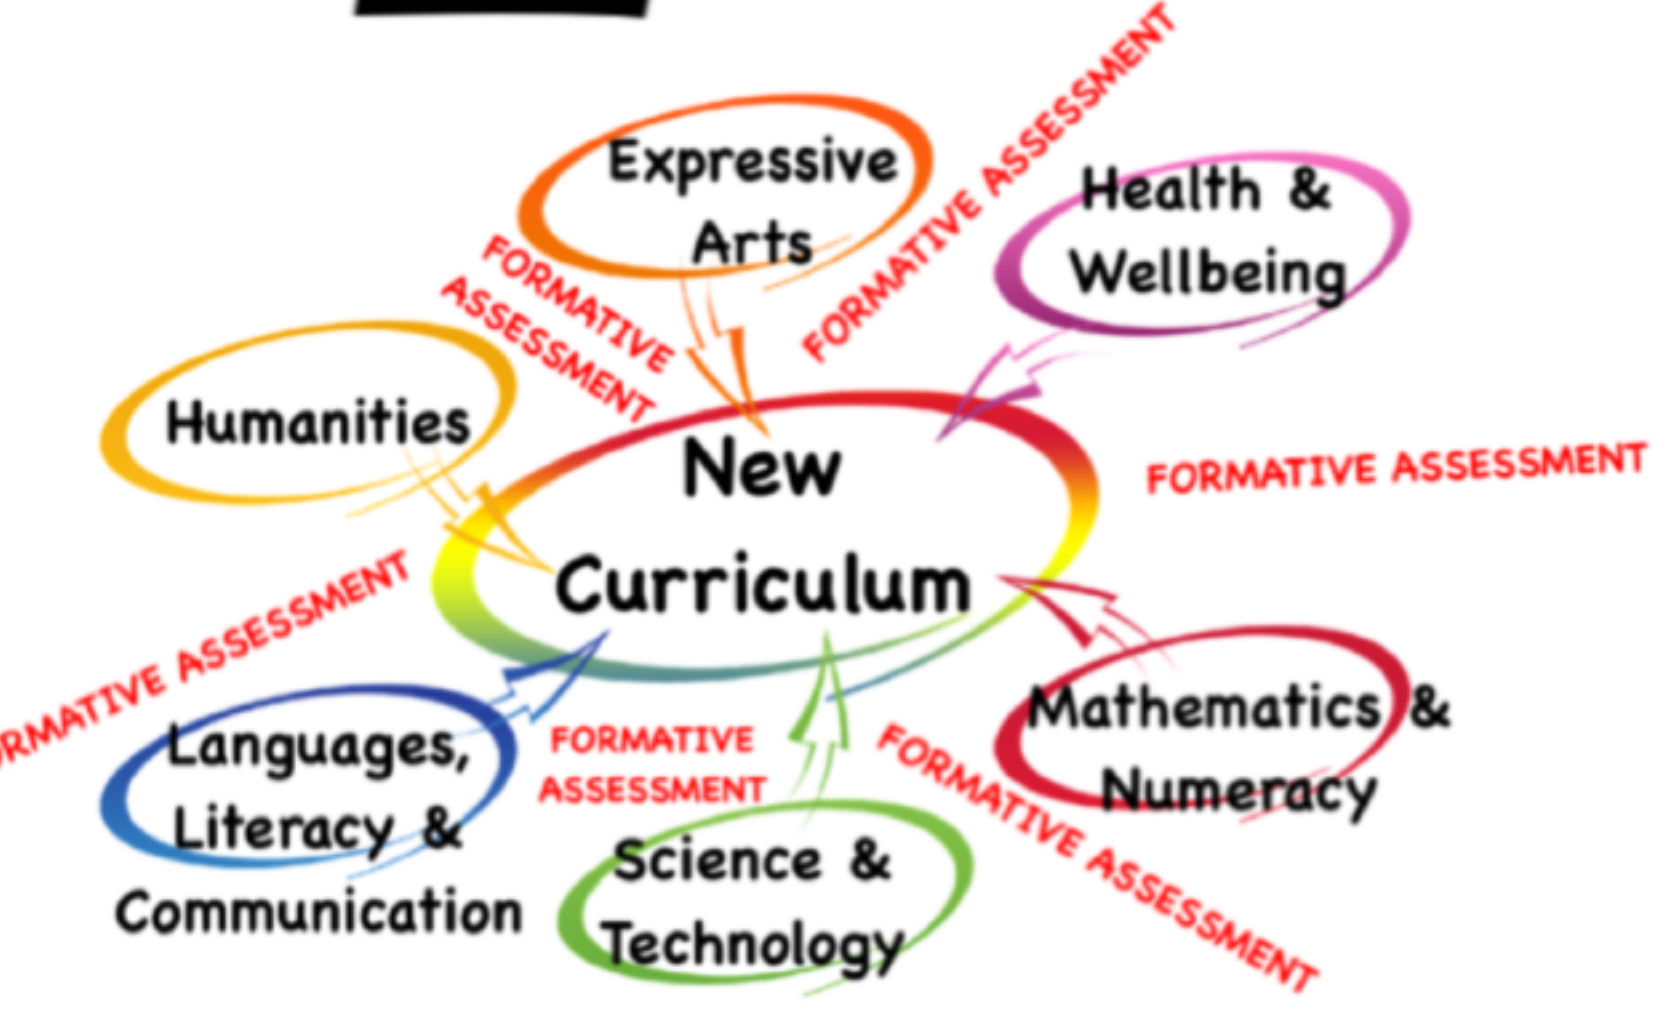 FORMATIVE ASSESSMENT
Expressive
Arts
Health &
Wellbeing
FORMATIVE
ASSESSMENT
Humanities
New
Curriculum
FORMATIVE ASSESSMENT
ORMATIVE ASSESSMENT
Languages,
Literacy &
Communication
FORMATIVE
ASSESSMENT
Science &
Technology
FORMATIVE ASSESSMENT
Mathematics &
Numeracy